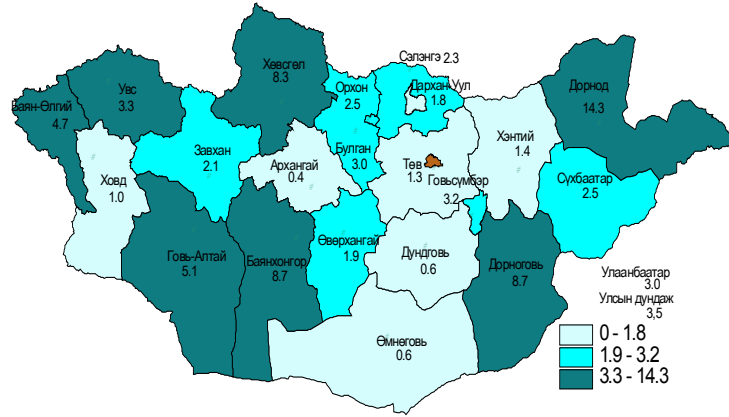 Сэлэнгэ 2.3
Хөвсгөл
8.3
Увс
3.3
Баян-Өлгий
4.7
Орхон
2.5
Дархан-Уул
1.8
Дорнод
14.3
Завхан
2.1
Булган
3.0
Хэнтий
1.4
Архангай
0.4
Төв
1.3
Говьсүмбэр
3.2
Ховд
1.0
Сүхбаатар
2.5
Говь-Алтай
5.1
Баянхонгор
8.7
Өверхангай
1.9
Дундговь
0.6
Дорноговь
8.7
Өмнөговь
0.6
Улаанбаатар
3.0
Улсын дундаж
3,5
0 - 1.8
1.9 - 3.2
3.3 - 14.3